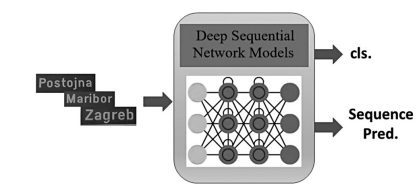 Deep Sequential
Network Models
cls.
Postojna
Maribor
Zagreb
Sequence
Pred.